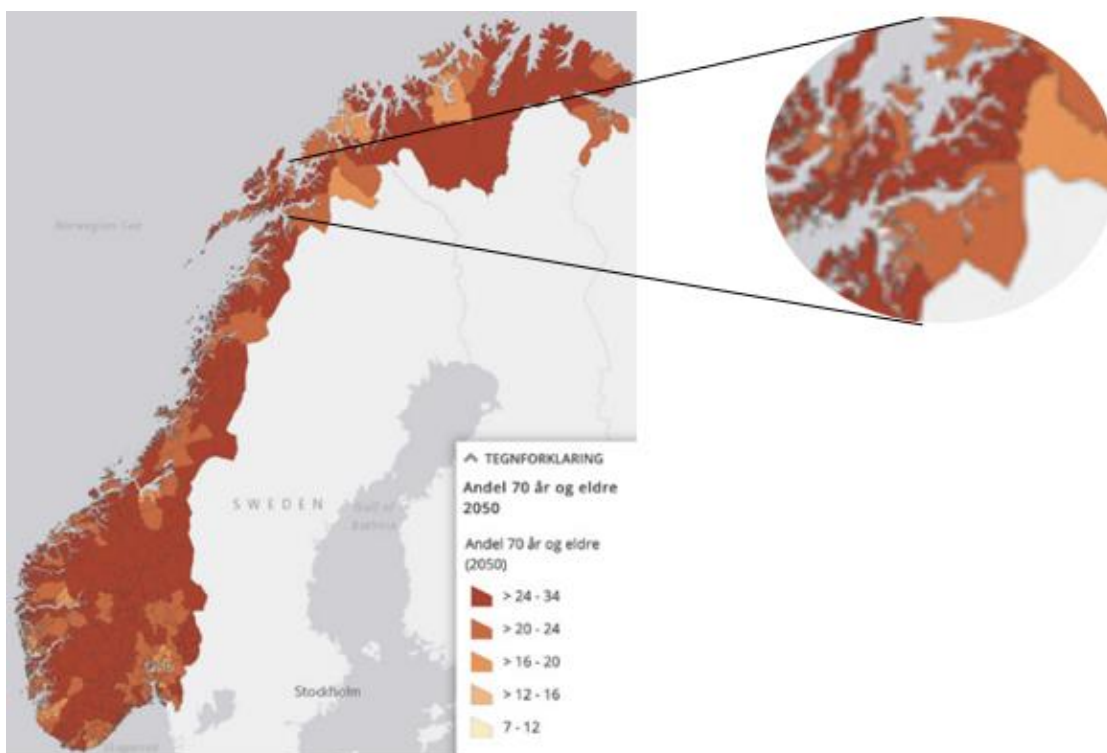 Norwegian Sea
SWEDEN
Gulf of
Bothnia
Oslo
Stockholm
TEGNFORKLARING
Andel 70 år og eldre
2050
Andel 70 år og eldre
(2050)
> 24 - 34
> 20 - 24
> 16 - 20
> 12 - 16
7 - 12